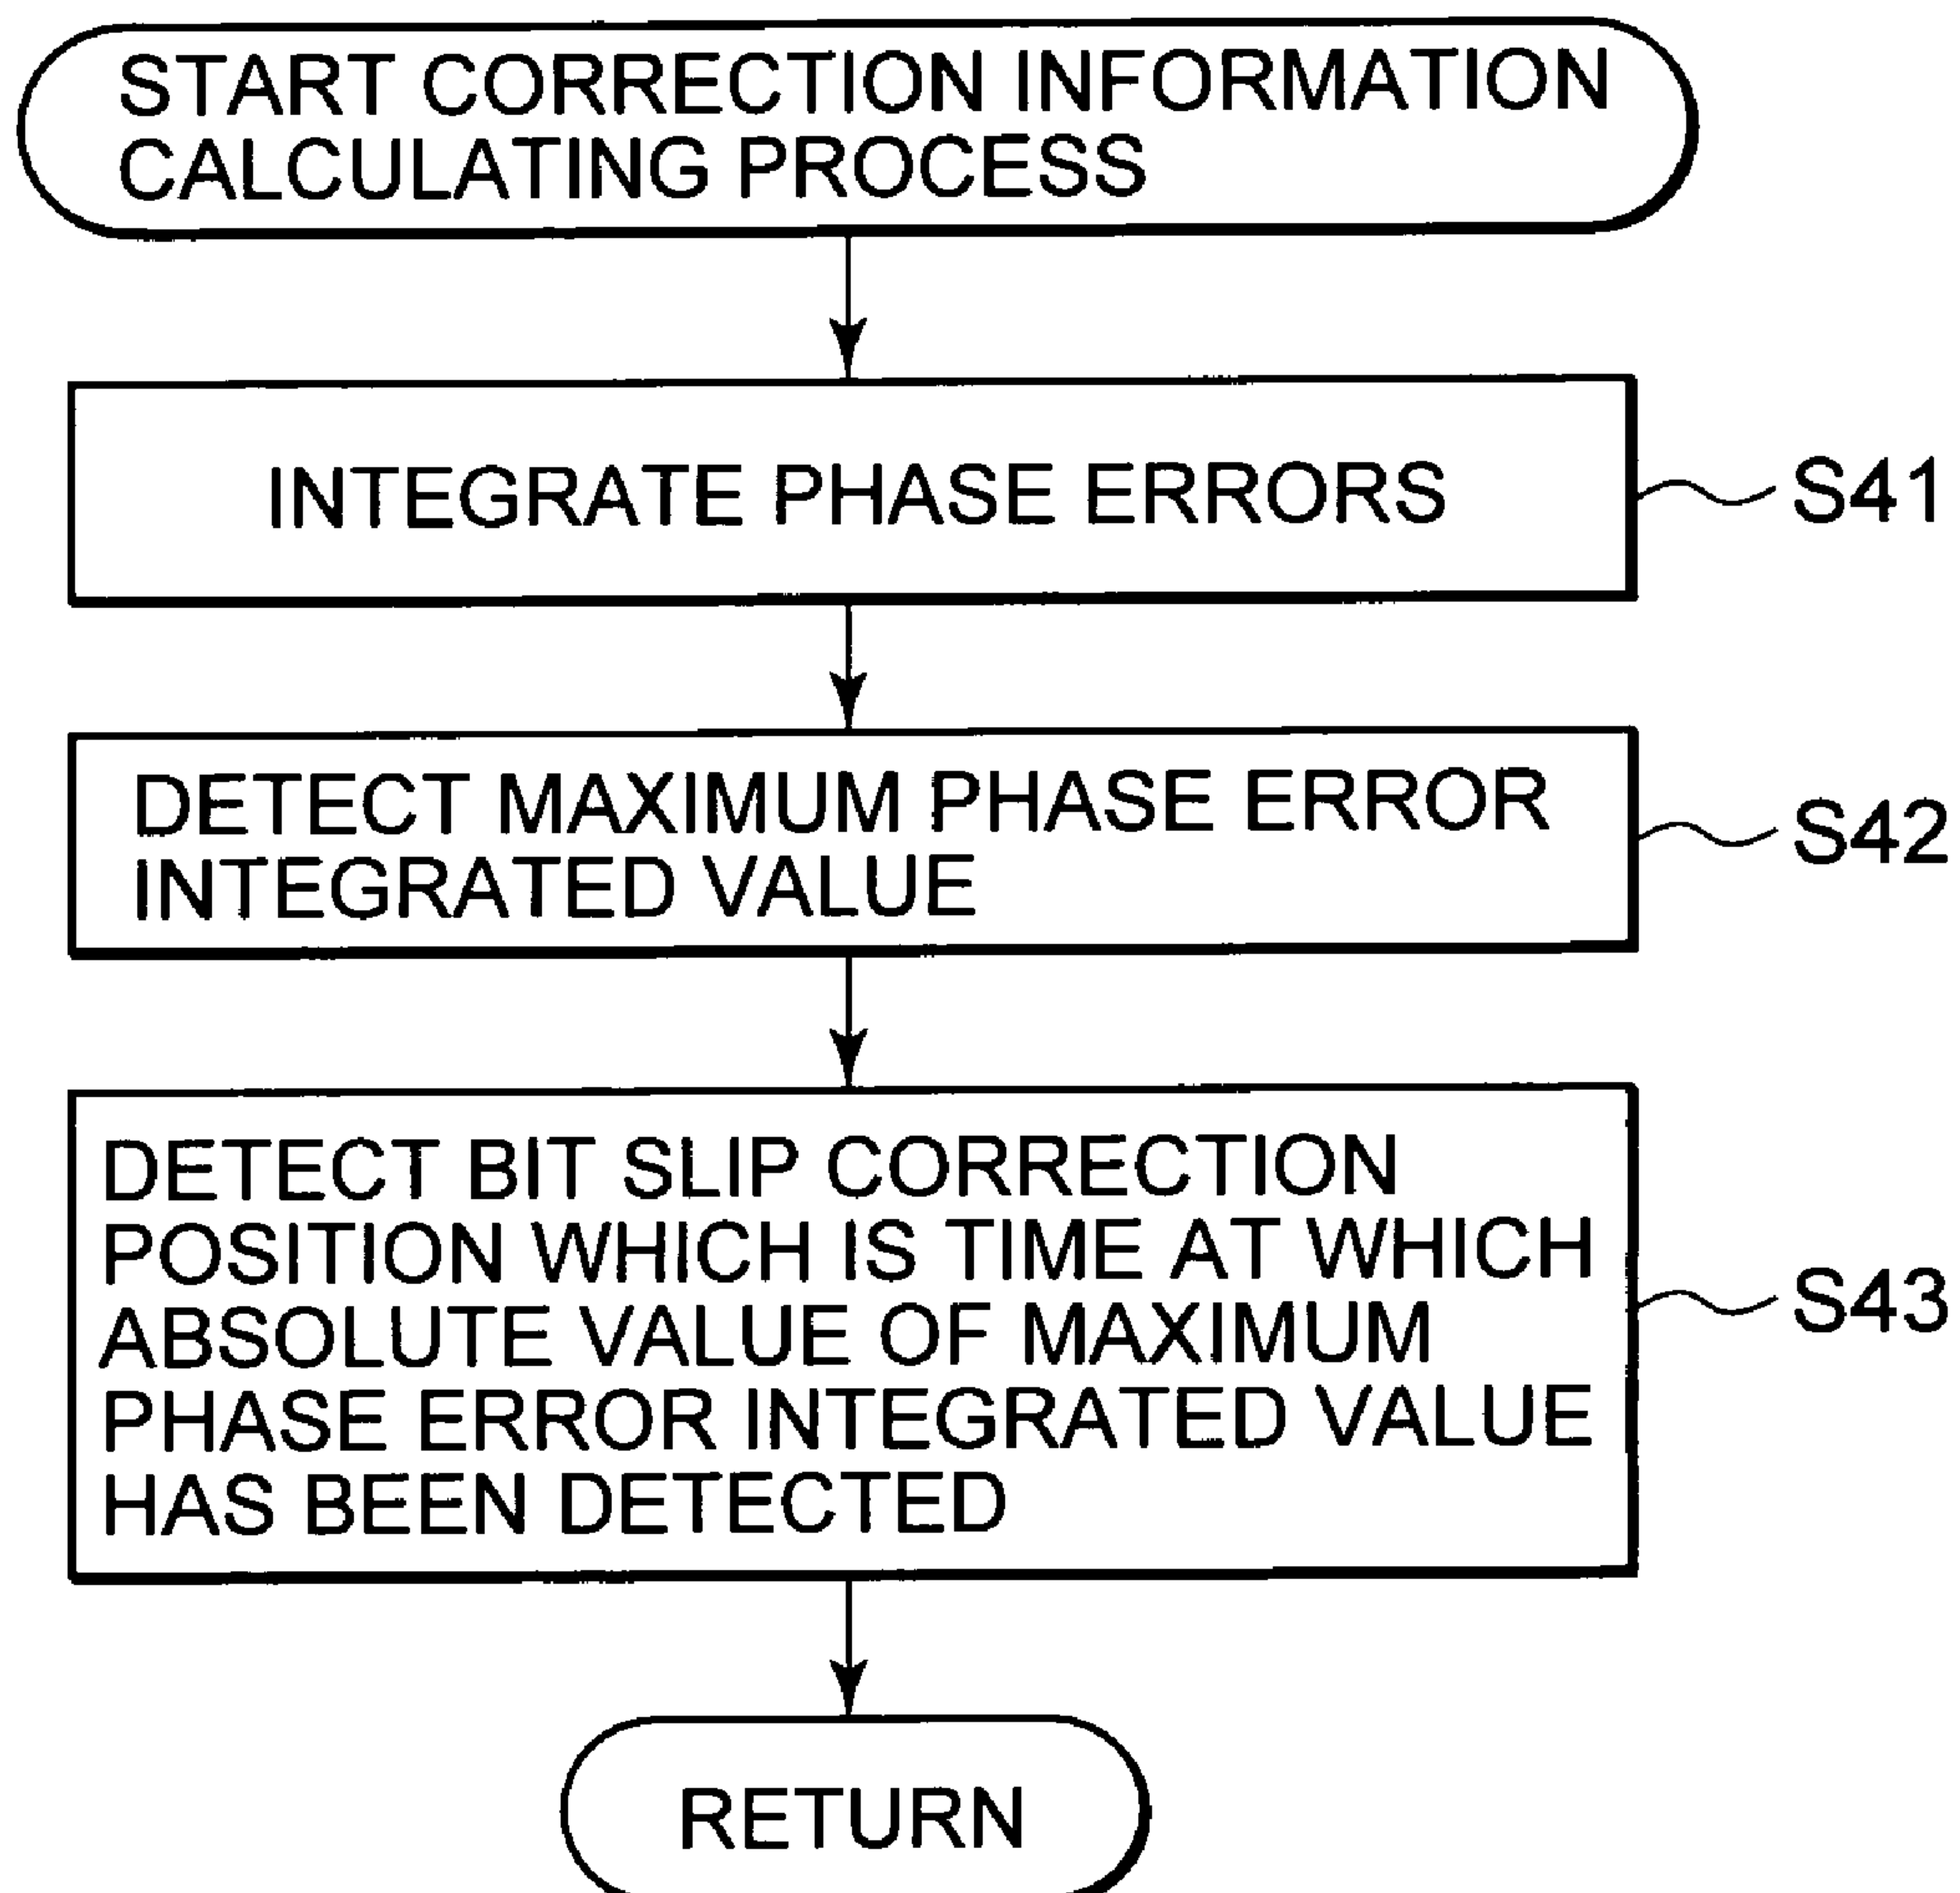 START CORRECTION INFORMATION
CALCULATING PROCESS
INTEGRATE PHASE ERRORS
S41
DETECT MAXIMUM PHASE ERROR
INTEGRATED VALUE
S42
DETECT BIT SLIP CORRECTION
POSITION WHICH IS TIME AT WHICH
ABSOLUTE VALUE OF MAXIMUM
PHASE ERROR INTEGRATED VALUE
HAS BEEN DETECTED
S43
RETURN